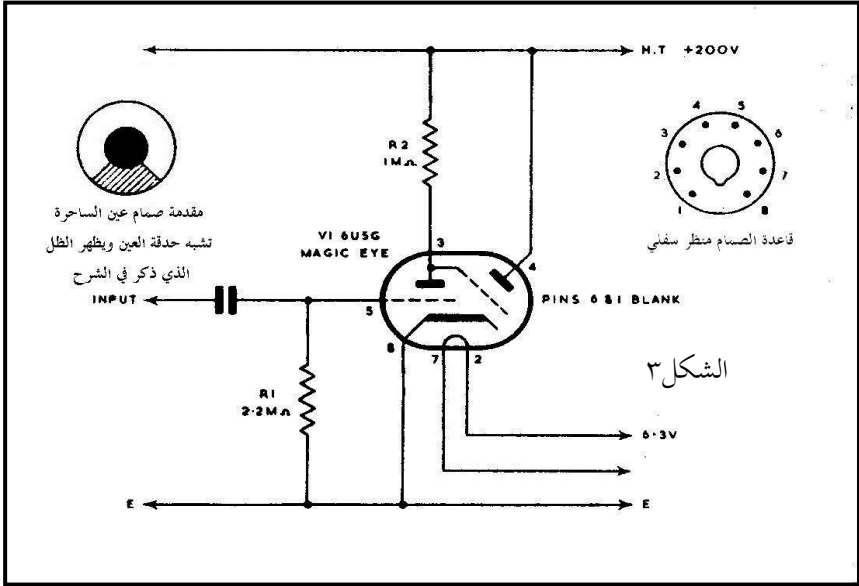 H.T +200V
R2
1MΩ
4 5
3 6
2 7
1 8
مقدمة صمام عين الساحرة
تشبه حدقة العين ويظهر الظل
الذي ذكر في الشرح
قاعدة الصمام منظر سفلي
V1 6U5G
MAGIC EYE
3
4
INPUT
5
PINS 6 & 1 BLANK
8
7 2
الشكل ٣
R1
2·2MΩ
6·3V
E
E